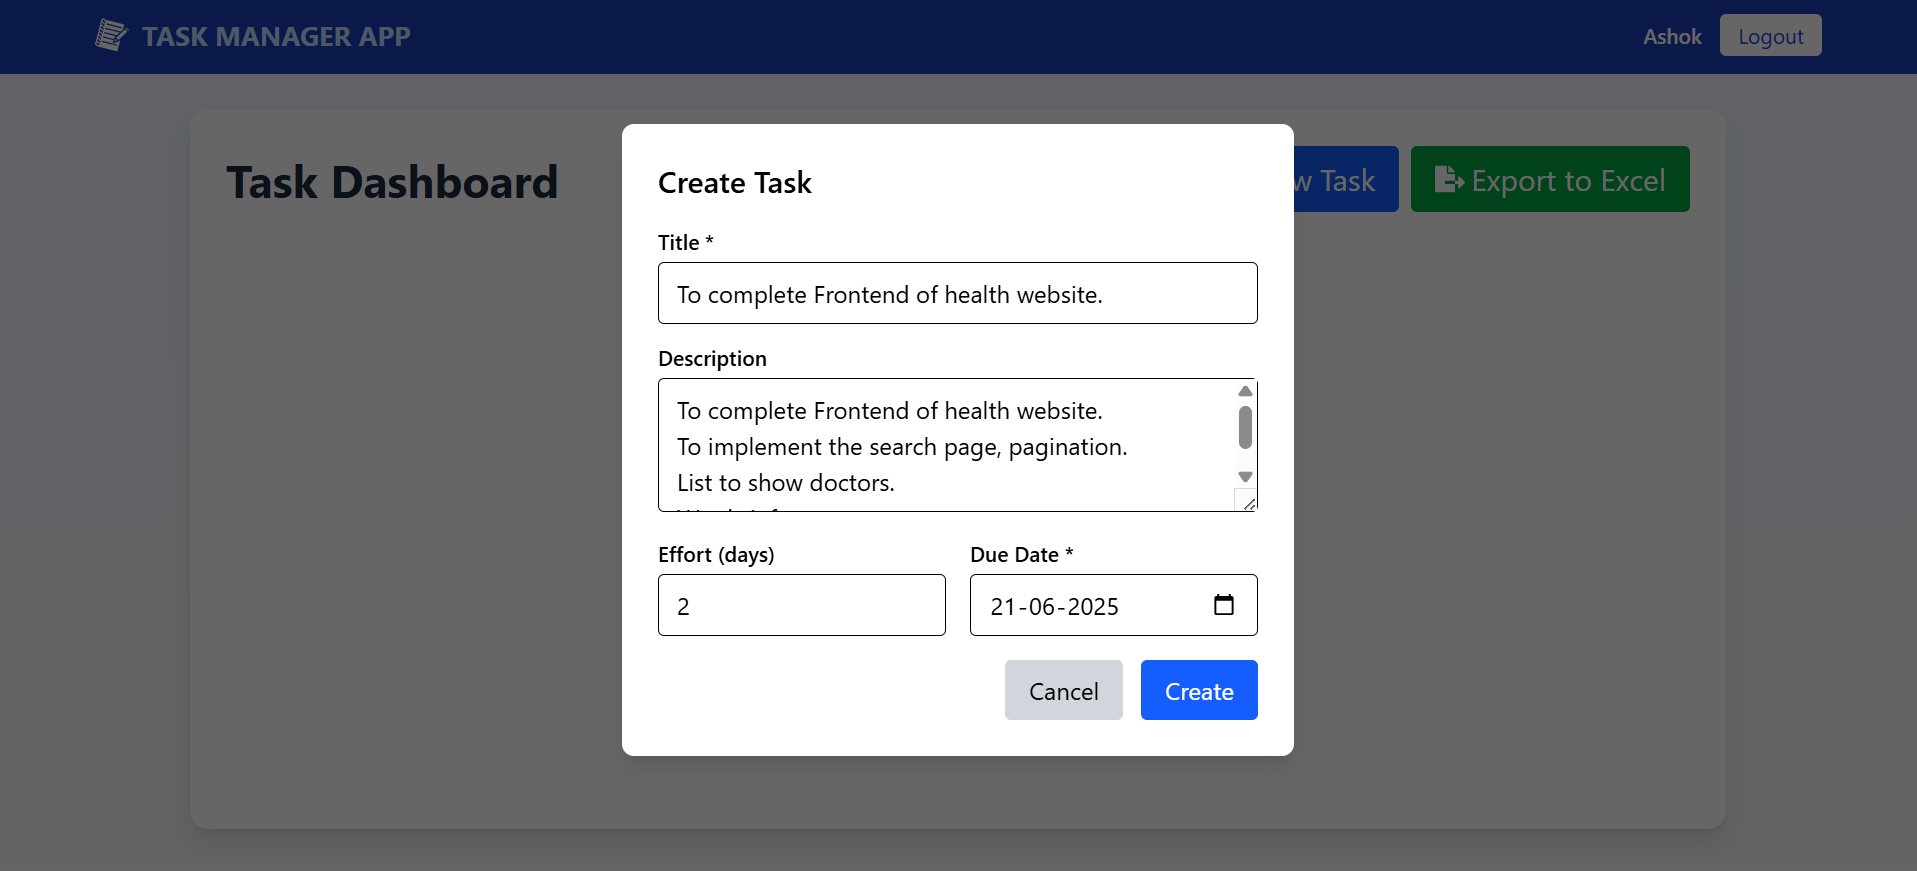 TASK MANAGER APP
Ashok
Logout
Task Dashboard
Task
Export to Excel
Create Task
Title *
To complete Frontend of health website.
Description
To complete Frontend of health website.
To implement the search page, pagination.
List to show doctors.
Effort (days)
Due Date *
2
21-06-2025
Cancel
Create